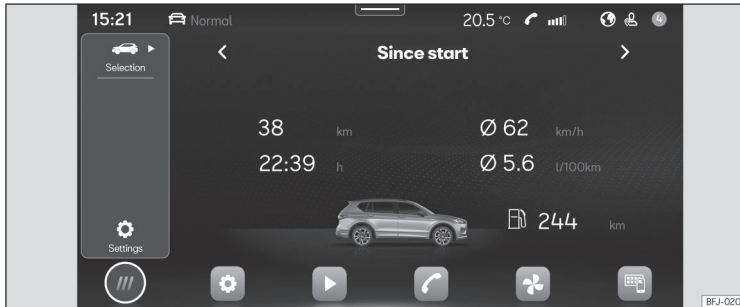 15:21 Normal 20.5 °C 4
Selection
Since start
38 km Ø 62 km/h
22:39 h Ø 5.6 l/100km
244 km
Settings
BFJ-020